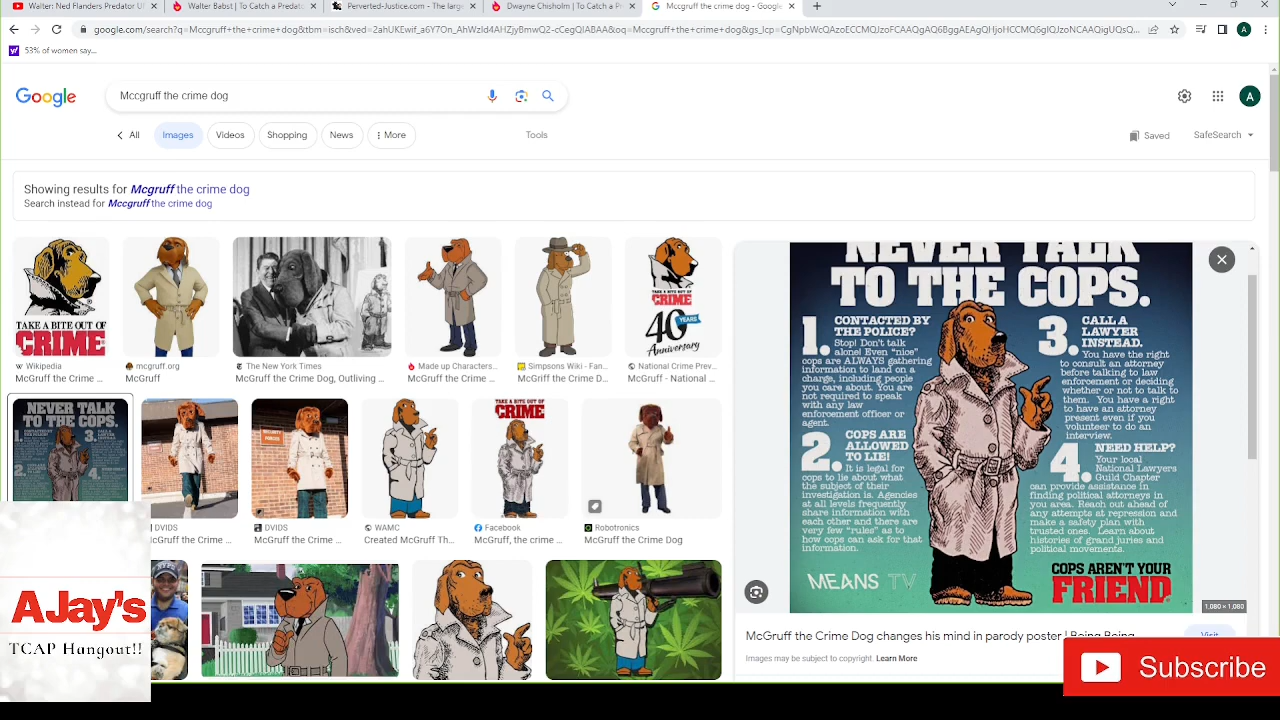 Walter: Ned Flanders Predator U
Walter Babst | To Catch a Predato
Perverted-Justice.com - The large
Dwayne Chisholm | To Catch a P
Mccgruff the crime dog - Google
53% of women say...
Google
Mccgruff the crime dog
All
Images
Videos
Shopping
News
More
Tools
Saved
SafeSearch
A
Showing results for Mcgruff the crime dog
Search instead for Mccgruff the crime dog
TAKE A BITE OUT OF
CRIME
TAKE A BITE OUT OF
CRIME
40 YEARS
Anniversary
Wikipedia
McGruff the Crime ...
mcgruff.org
McGruff
The New York Times
McGruff the Crime Dog, Outliving ...
Made up Characters...
McGruff the Crime ...
Simpsons Wiki - Fan...
McGriff the Crime D...
National Crime Prev...
McGruff - National ...
NEVER TALK
TO THE COPS.
DVIDS
ruff the Crime ...
DVIDS
McGruff the Crime...
WAMC
Created McGruff Th...
TAKE A BITE OUT OF
CRIME
Facebook
McGruff, the crime ...
Robotronics
McGruff the Crime Dog
NEVER TALK
TO THE COPS.
1. CONTACTED BY
THE POLICE?
Stop! Don't talk
alone! Even "nice"
cops are ALWAYS gathering
information to land on a
charge, including people
you care about. You are
not required to speak
with any law
enforcement officer or
agent.
2. COPS ARE
ALLOWED
TO LIE!
It is legal for
cops to lie about what
the subject of their
investigation is. Agencies
at all levels frequently
share information with
each other and there are
very few "rules" as to
how cops can ask for that
information.
3. CALL A
LAWYER
INSTEAD.
You have the right
to consult an attorney
before talking to law
enforcement or deciding
whether or not to talk to
them. You have a right
to have an attorney
present even if you
volunteer to do an
interview.
4. NEED HELP?
Your local
National Lawyers
Guild Chapter
can provide assistance in
finding political attorneys in
you area. Reach out ahead of
any attempts at repression and
make a safety plan with
trusted ones. Learn about
histories of grand juries and
political movements.
MEANS TV
COPS AREN'T YOUR
FRIEND
1,080 × 1,080
McGruff the Crime Dog changes his mind in parody poster | Boing Boing
Visit
Images may be subject to copyright. Learn More
AJay's
TCAP Hangout!!
Subscribe